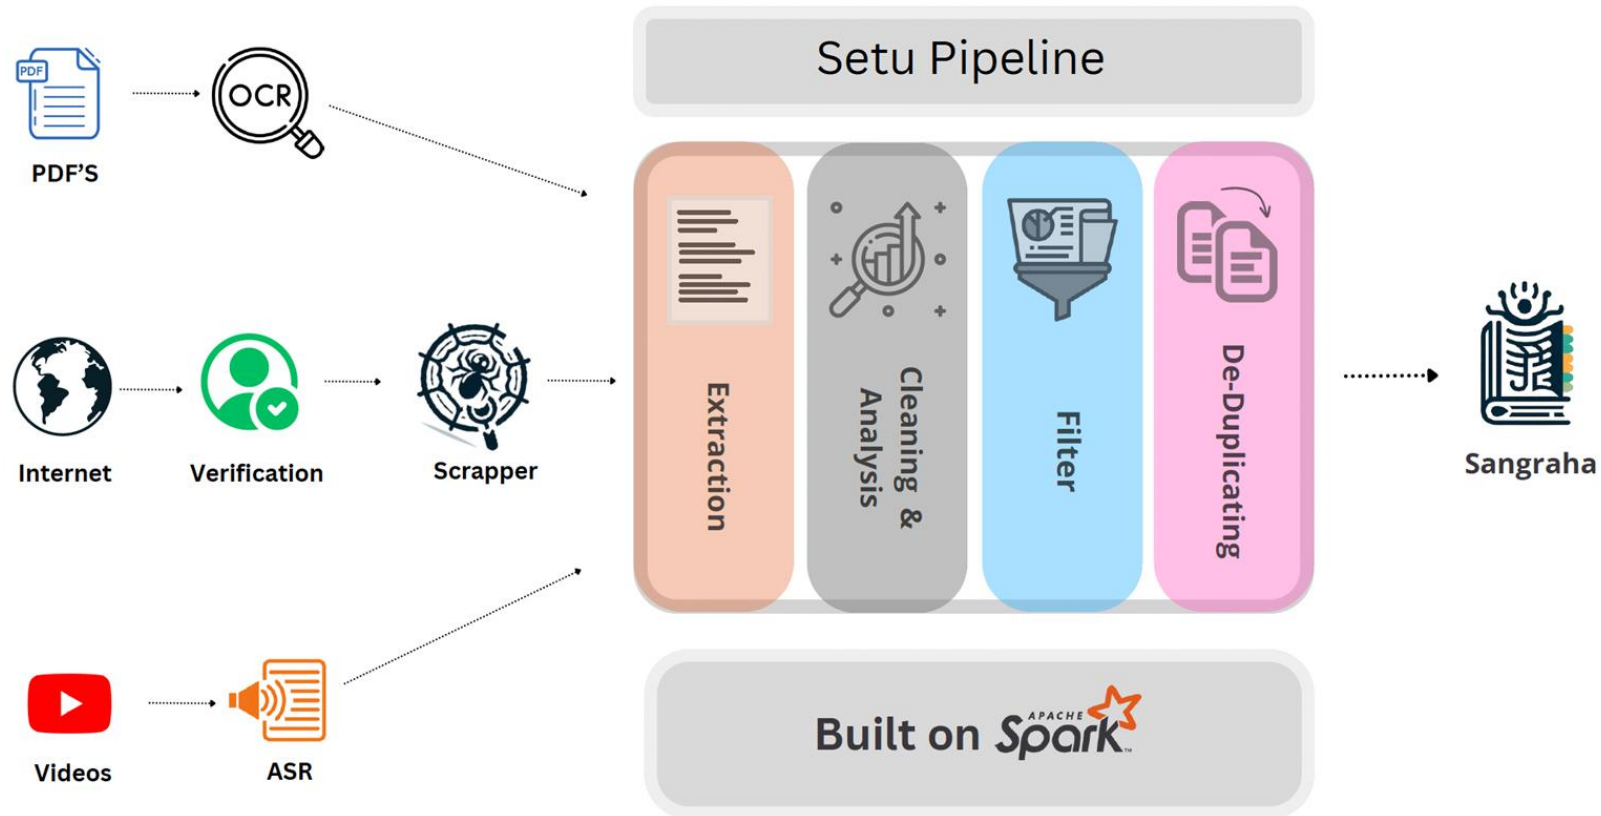 Setu Pipeline
PDF
OCR
PDF'S
Internet
Verification
Scrapper
Videos
ASR
Extraction
Cleaning &
Analysis
Filter
De-Duplicating
Built on APACHE Spark™
Sangraha